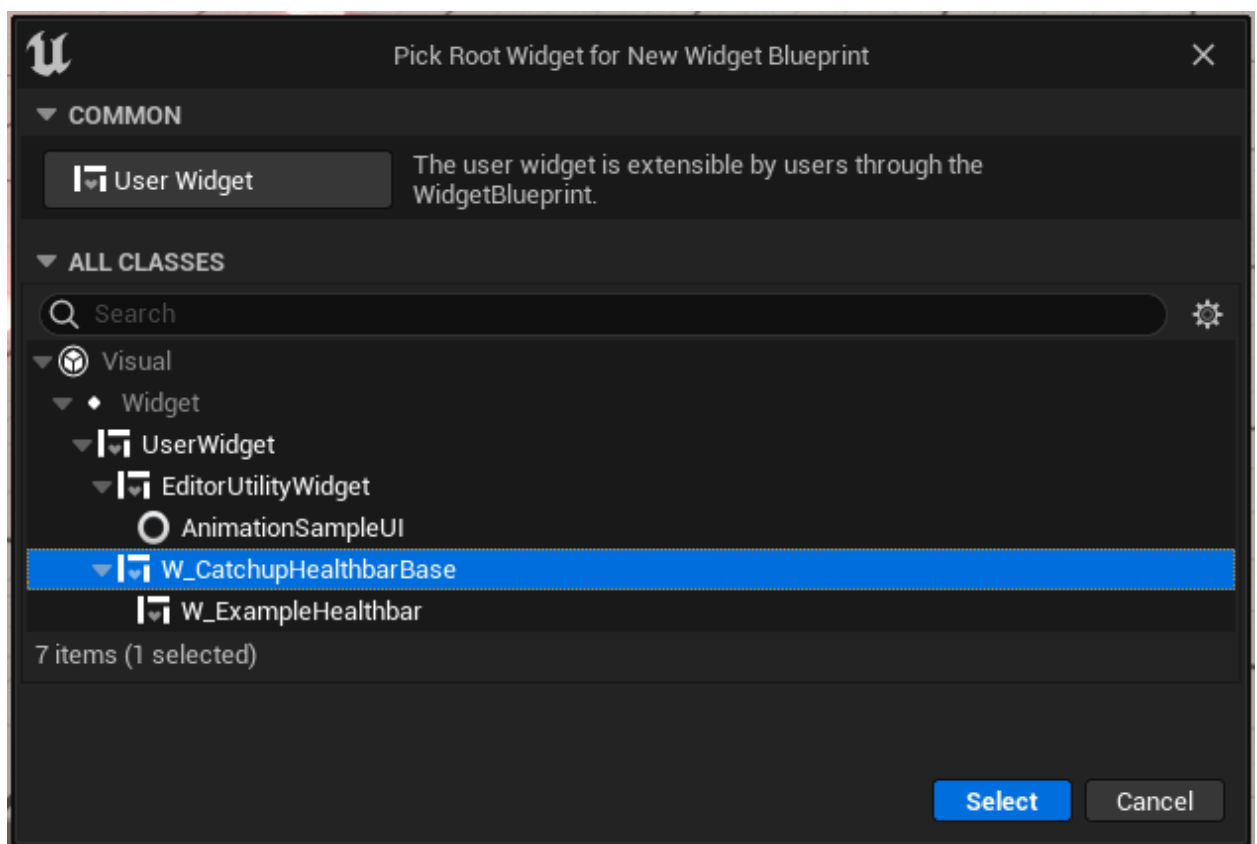 Pick Root Widget for New Widget Blueprint
COMMON
User Widget
The user widget is extensible by users through the
WidgetBlueprint.
ALL CLASSES
Search
Visual
Widget
UserWidget
EditorUtilityWidget
AnimationSampleUI
W_CatchupHealthbarBase
W_ExampleHealthbar
7 items (1 selected)
Select
Cancel